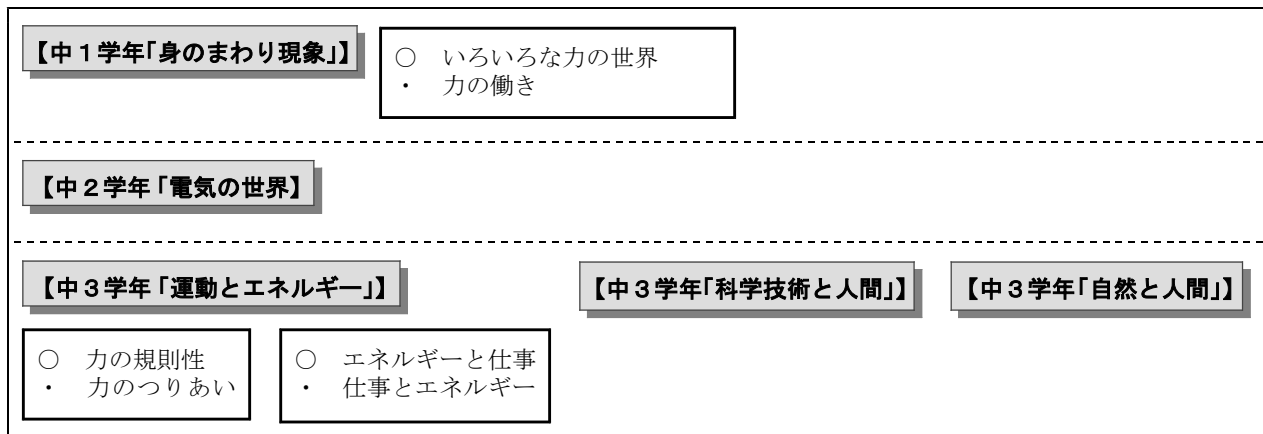 【中１学年「身のまわり現象」】
○　いろいろな力の世界
・　力の働き
【中２学年「電気の世界】
【中３学年「運動とエネルギー」】
【中３学年「科学技術と人間」】
【中３学年「自然と人間」】
○　力の規則性
・　力のつりあい
○　エネルギーと仕事
・　仕事とエネルギー